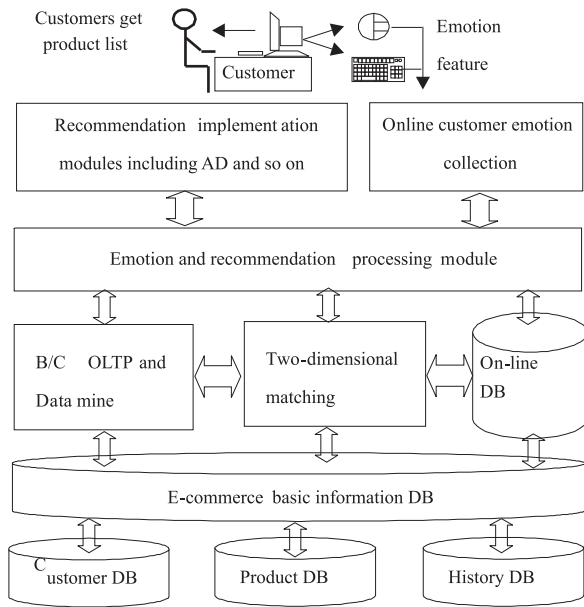 Customers get
product list
Customer
Emotion
feature
Recommendation implement ation
modules including AD and so on
Online customer emotion
collection
Emotion and recommendation processing module
B/C OLTP and
Data mine
Two-dimensional
matching
On-line
DB
E-commerce basic information DB
Customer DB
Product DB
History DB